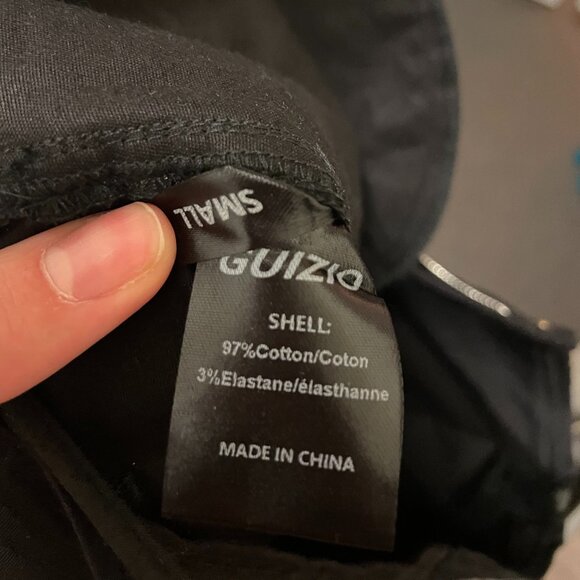 SMALL
GUIZIO
SHELL:
97%Cotton/Coton
3%Elastane/élasthanne
MADE IN CHINA